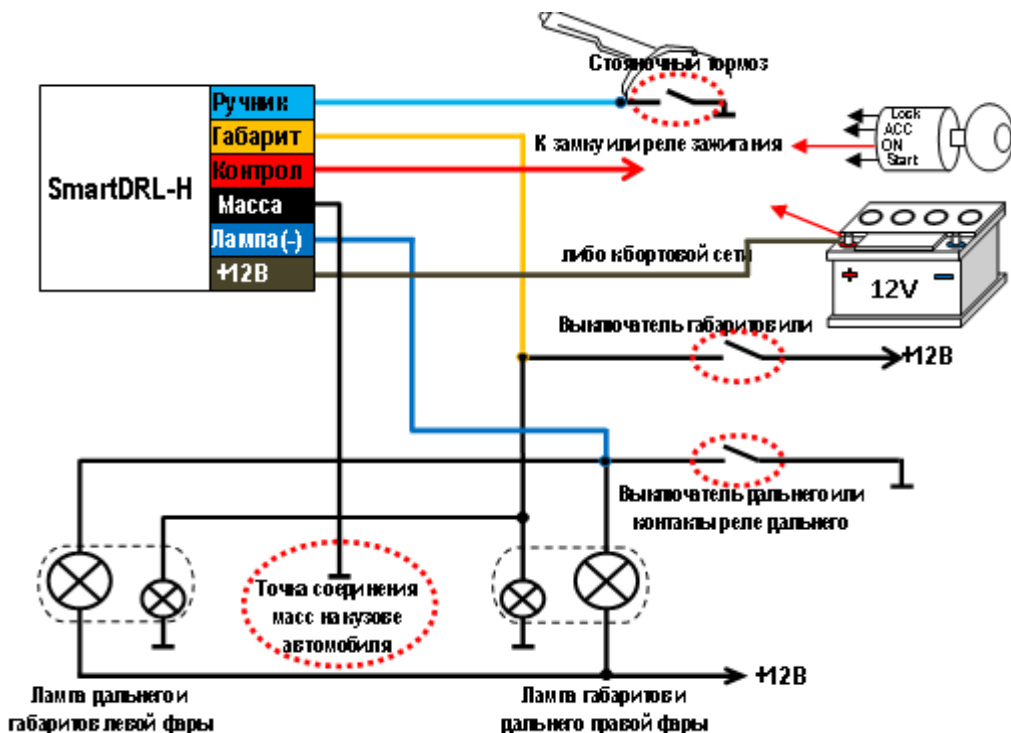 Стояночный тормоз
Ручник
Габарит
Контрол
Масса
Лампа(-)
+12В
SmartDRL-H
К замку или реле зажигания
Lock
ACC
ON
Start
либо к бортовой сети
12V
Выключатель габаритов или
+12В
Выключатель дальнего или
контакты реле дальнего
Точка соединения
масс на кузове
автомобиля
+12В
Лампа дальнего и
габаритов левой фары
Лампа габаритов и
дальнего правой фары